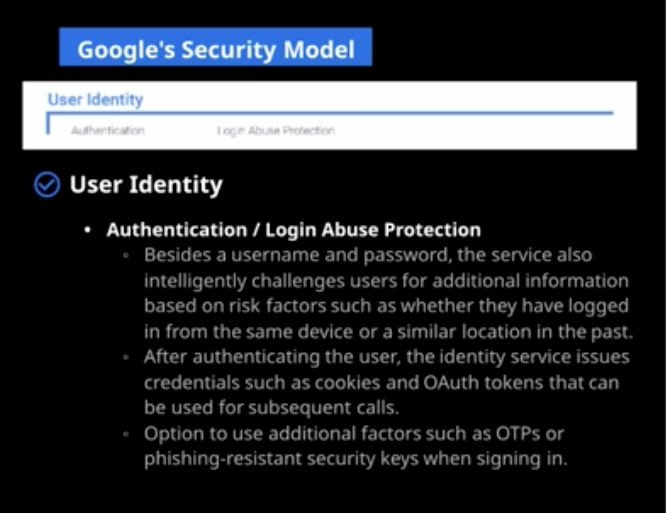 Google's Security Model
User Identity
Authentication Login Abuse Protection
User Identity
• Authentication / Login Abuse Protection
◦ Besides a username and password, the service also
intelligently challenges users for additional information
based on risk factors such as whether they have logged
in from the same device or a similar location in the past.
◦ After authenticating the user, the identity service issues
credentials such as cookies and OAuth tokens that can
be used for subsequent calls.
◦ Option to use additional factors such as OTPs or
phishing-resistant security keys when signing in.